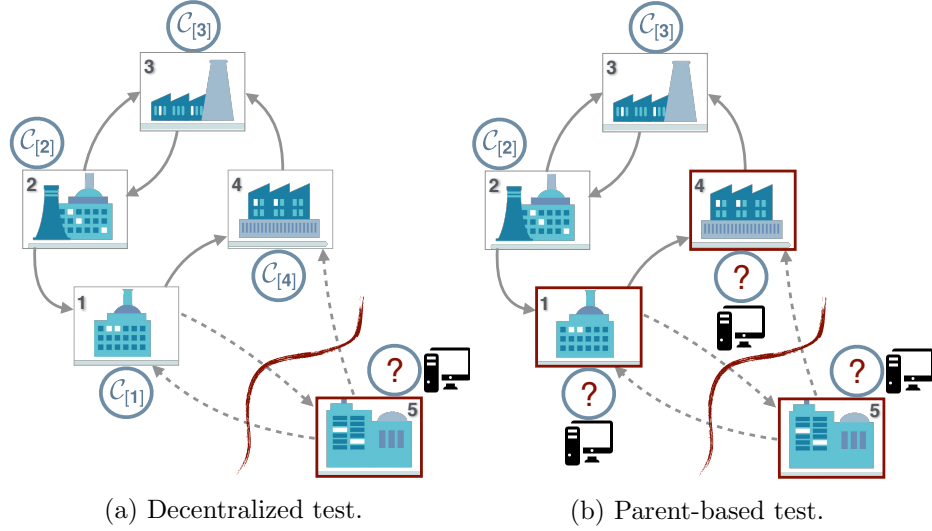 C[3]
3
C[2]
2
4
C[4]
1
C[1]
?
5
(a) Decentralized test.
C[3]
3
C[2]
2
4
?
1
?
?
5
(b) Parent-based test.